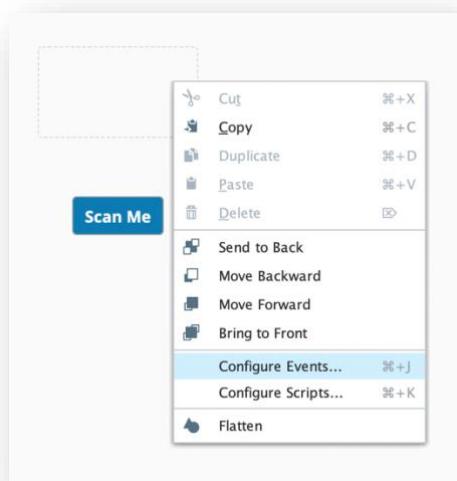 Cut ⌘+X
Copy ⌘+C
Duplicate ⌘+D
Paste ⌘+V
Scan Me
Delete ⌦
Send to Back
Move Backward
Move Forward
Bring to Front
Configure Events... ⌘+J
Configure Scripts... ⌘+K
Flatten